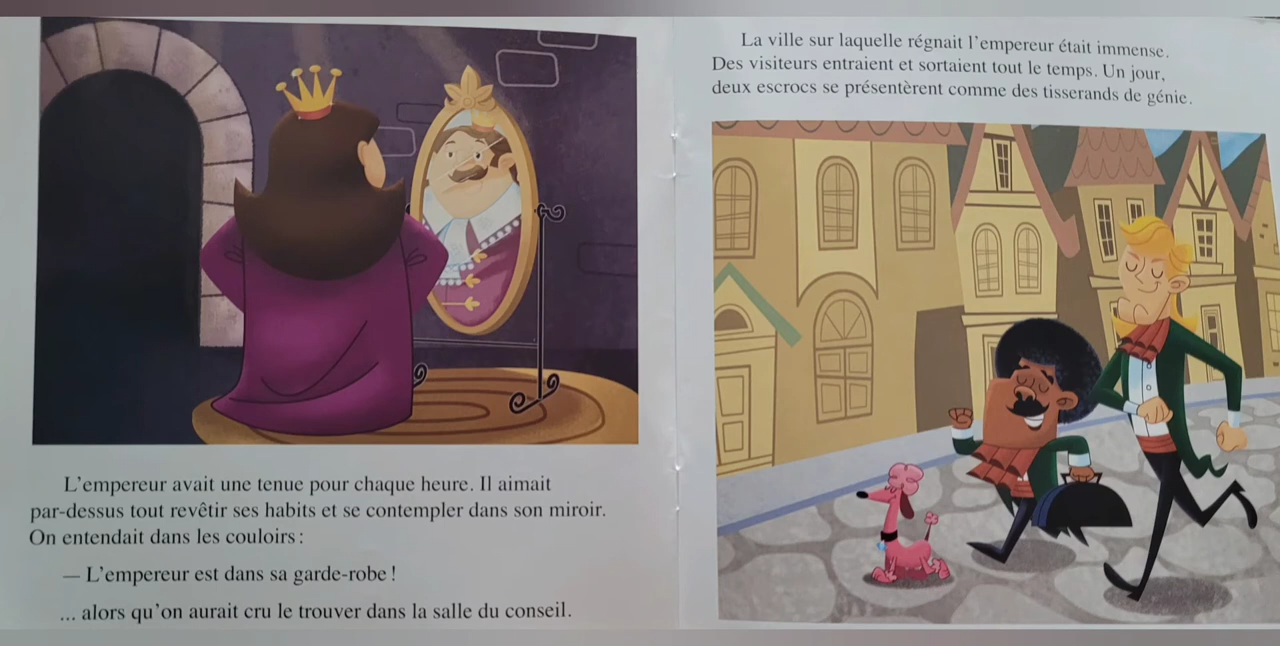 L'empereur avait une tenue pour chaque heure. Il aimait
par-dessus tout revêtir ses habits et se contempler dans son miroir.
On entendait dans les couloirs :
— L'empereur est dans sa garde-robe !
... alors qu'on aurait cru le trouver dans la salle du conseil.
La ville sur laquelle régnait l'empereur était immense.
Des visiteurs entraient et sortaient tout le temps. Un jour,
deux escrocs se présentèrent comme des tisserands de génie.